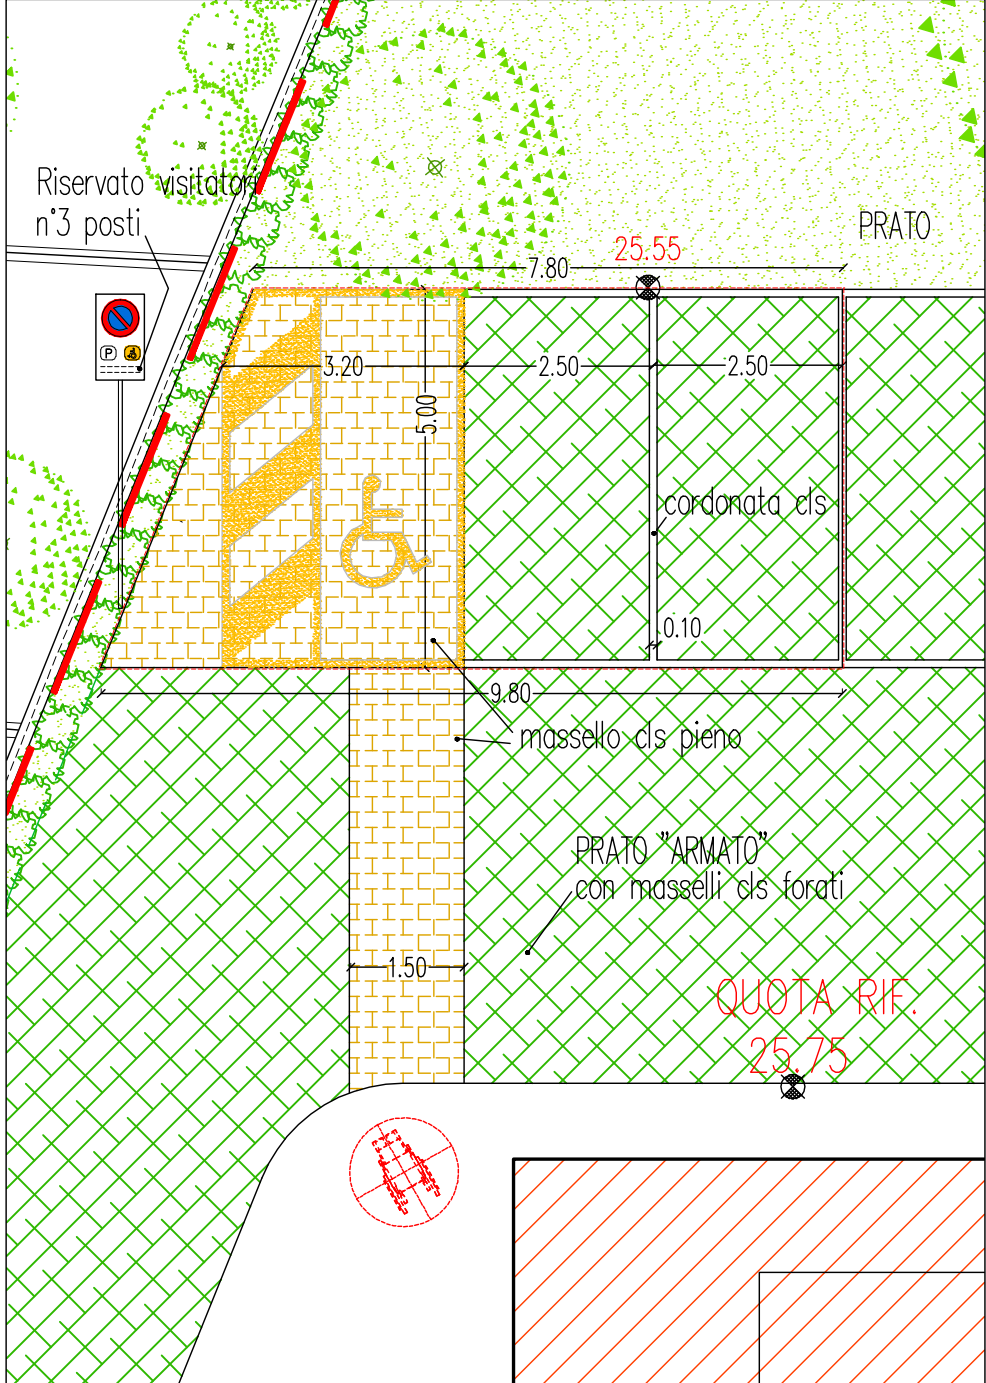 Riservato visitatori
n°3 posti
PRATO
25.55
7.80
P
3.20
2.50
2.50
5.00
cordonata cls
0.10
9.80
massello cls pieno
PRATO "ARMATO"
con masselli cls forati
1.50
QUOTA RIF.
25.75